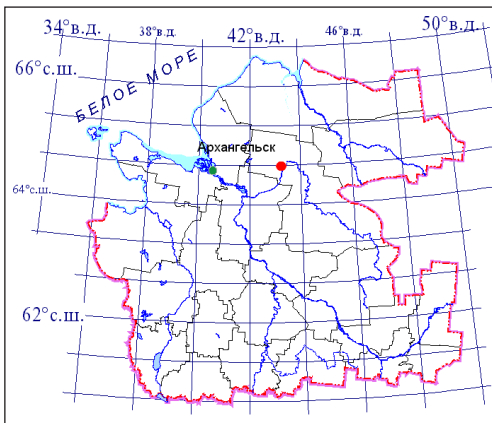 34°в.д.
38°в.д.
42°в.д.
46°в.д.
50°в.д.
66°с.ш.
БЕЛОЕ МОРЕ
Архангельск
64°с.ш.
62°с.ш.